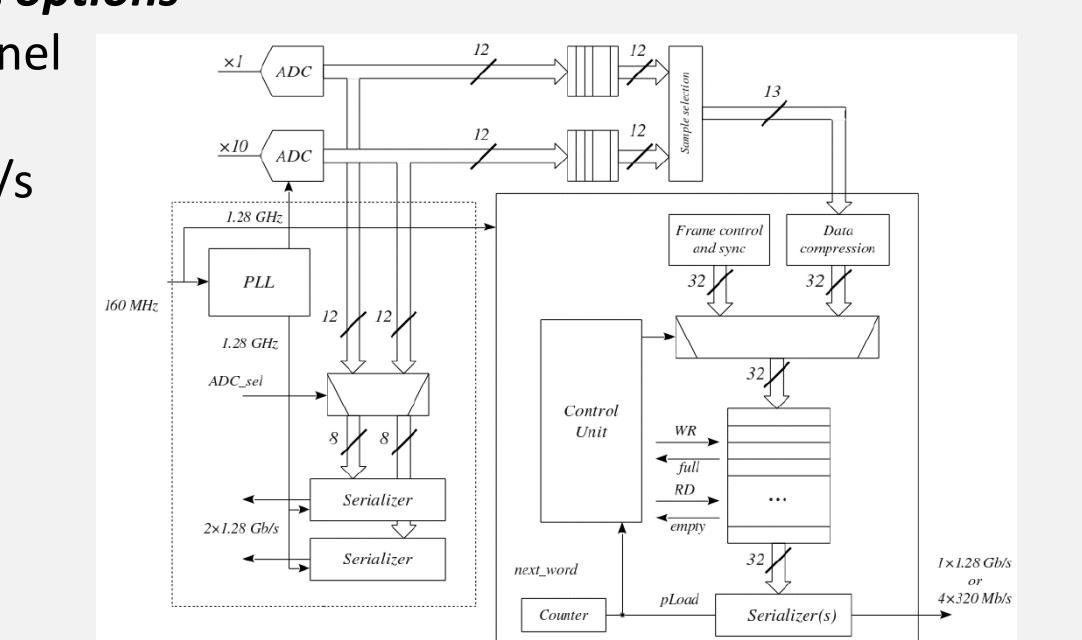 options
nel
/s
×1
ADC
12
12
Sample selection
13
×10
ADC
12
12
1.28 GHz
PLL
160 MHz
1.28 GHz
12
12
ADC_sel
8
8
Serializer
2×1.28 Gb/s
Serializer
Frame control
and sync
Data
compression
32
32
32
Control
Unit
WR
full
RD
empty
...
32
next_word
Counter
pLoad
Serializer(s)
1×1.28 Gb/s
or
4×320 Mb/s